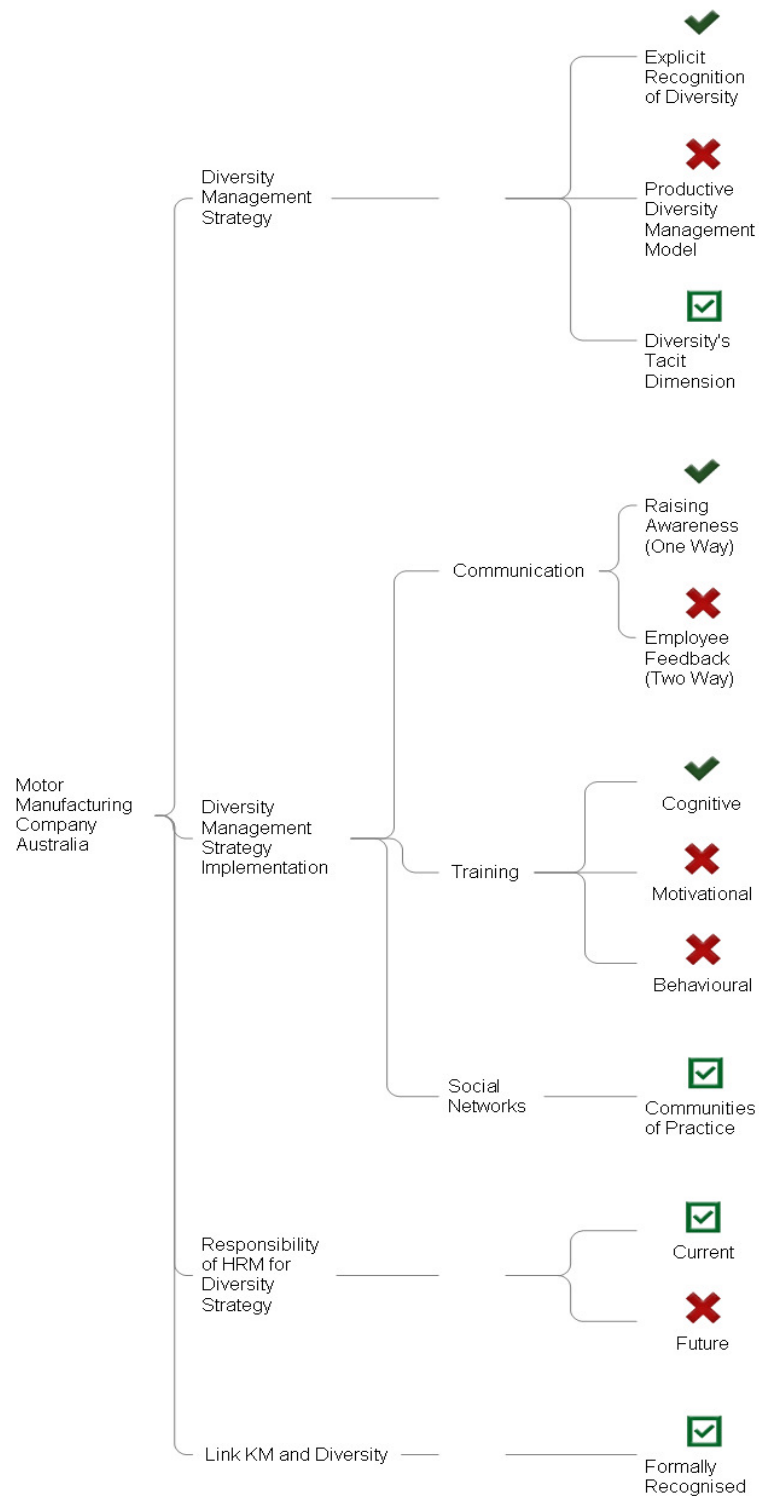 Explicit
Recognition
of Diversity
Diversity
Management
Strategy
Productive
Diversity
Management
Model
Diversity's
Tacit
Dimension
Raising
Awareness
(One Way)
Communication
Employee
Feedback
(Two Way)
Motor
Manufacturing
Company
Australia
Diversity
Management
Strategy
Implementation
Cognitive
Training
Motivational
Behavioural
Social
Networks
Communities
of Practice
Responsibility
of HRM for
Diversity
Strategy
Current
Future
Link KM and Diversity
Formally
Recognised